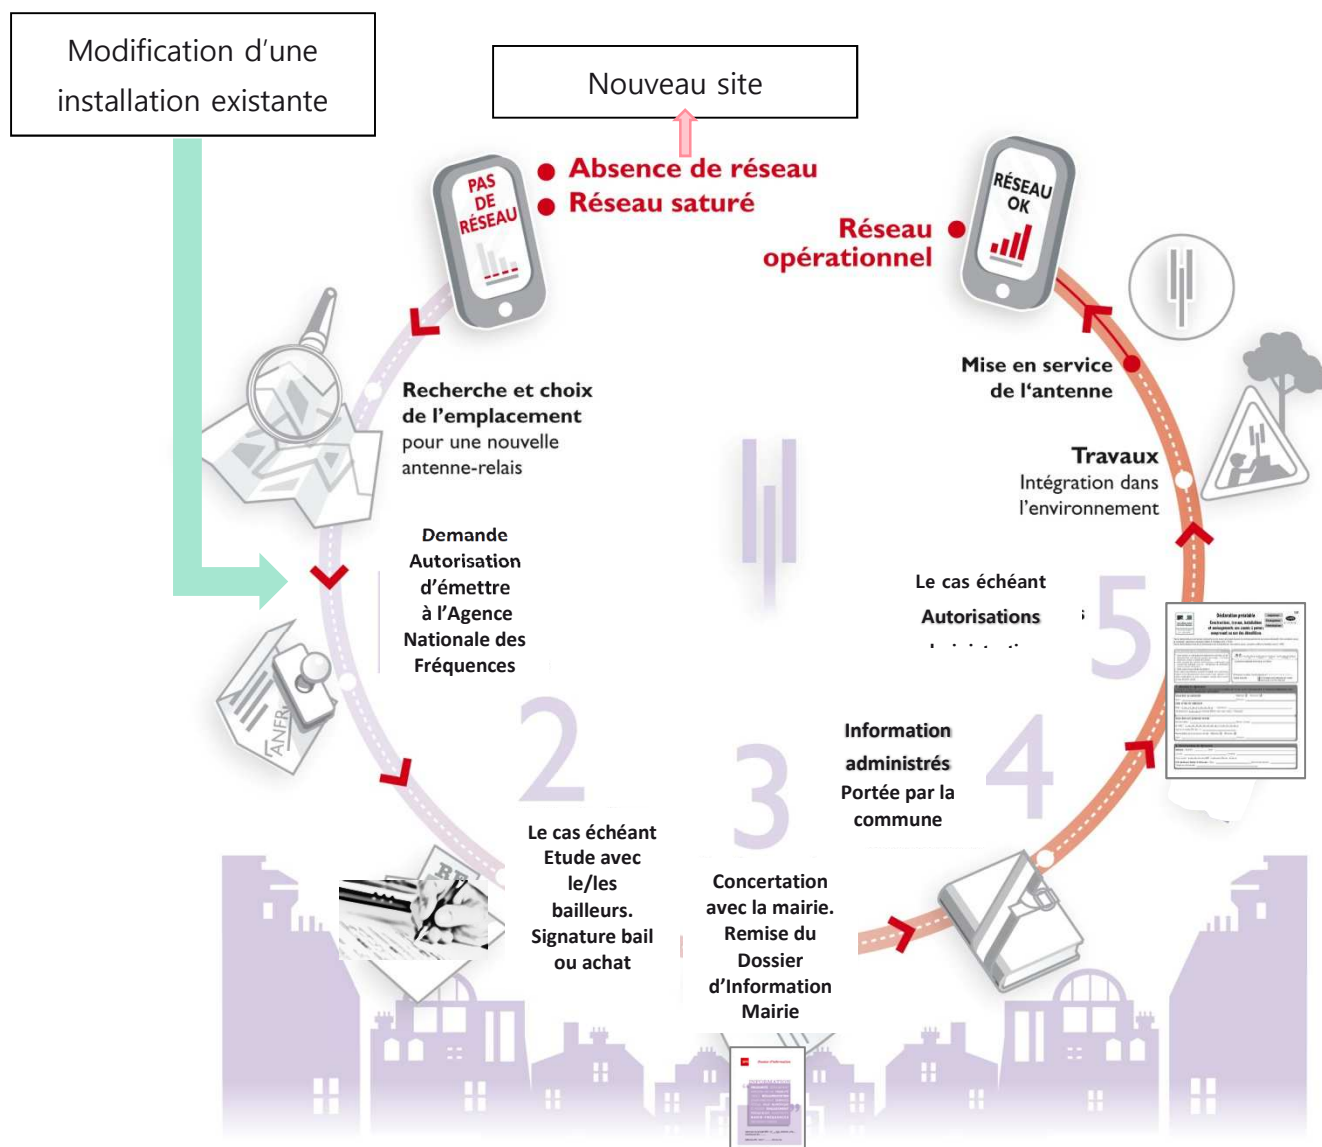 Modification d'une
installation existante
Nouveau site
PAS
DE
RÉSEAU
Absence de réseau
Réseau saturé
RÉSEAU
OK
Réseau
opérationnel
Recherche et choix
de l'emplacement
pour une nouvelle
antenne-relais
Mise en service
de l'antenne
Travaux
Intégration dans
l'environnement
Demande
Autorisation
d'émettre
à l'Agence
Nationale des
Fréquences
ANFR
Le cas échéant
Autorisations
5
2
Le cas échéant
Etude avec
le/les
bailleurs.
Signature bail
ou achat
3
Concertation
avec la mairie.
Remise du
Dossier
d'Information
Mairie
4
Information
administrés
Portée par la
commune
Déclaration préalable
Dossier d'Information